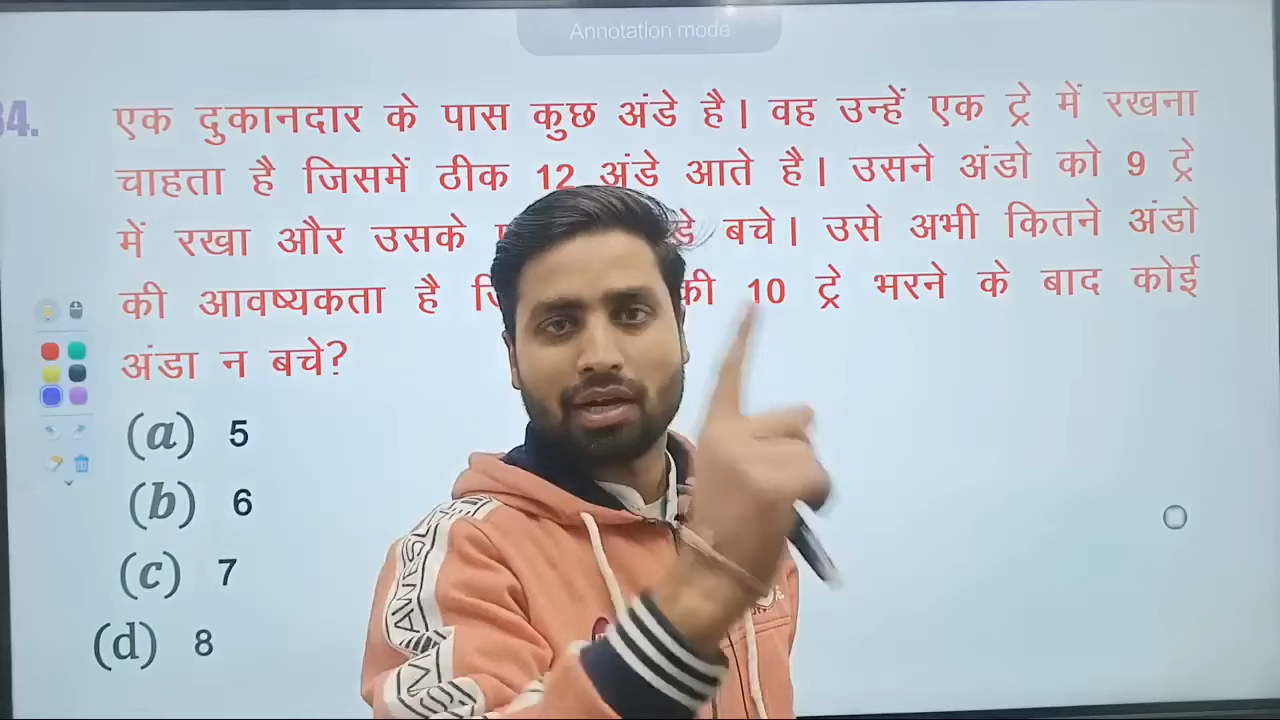 Annotation mode
34.
एक दुकानदार के पास कुछ अंडे है। वह उन्हें एक ट्रे में रखना
चाहता है जिसमें ठीक 12 अंडे आते है। उसने अंडो को 9 ट्रे
में रखा और उसके बचे। उसे अभी कितने अंडो
की आवष्यकता है की 10 ट्रे भरने के बाद कोई
अंडा न बचे?
(a) 5
(b) 6
(c) 7
(d) 8